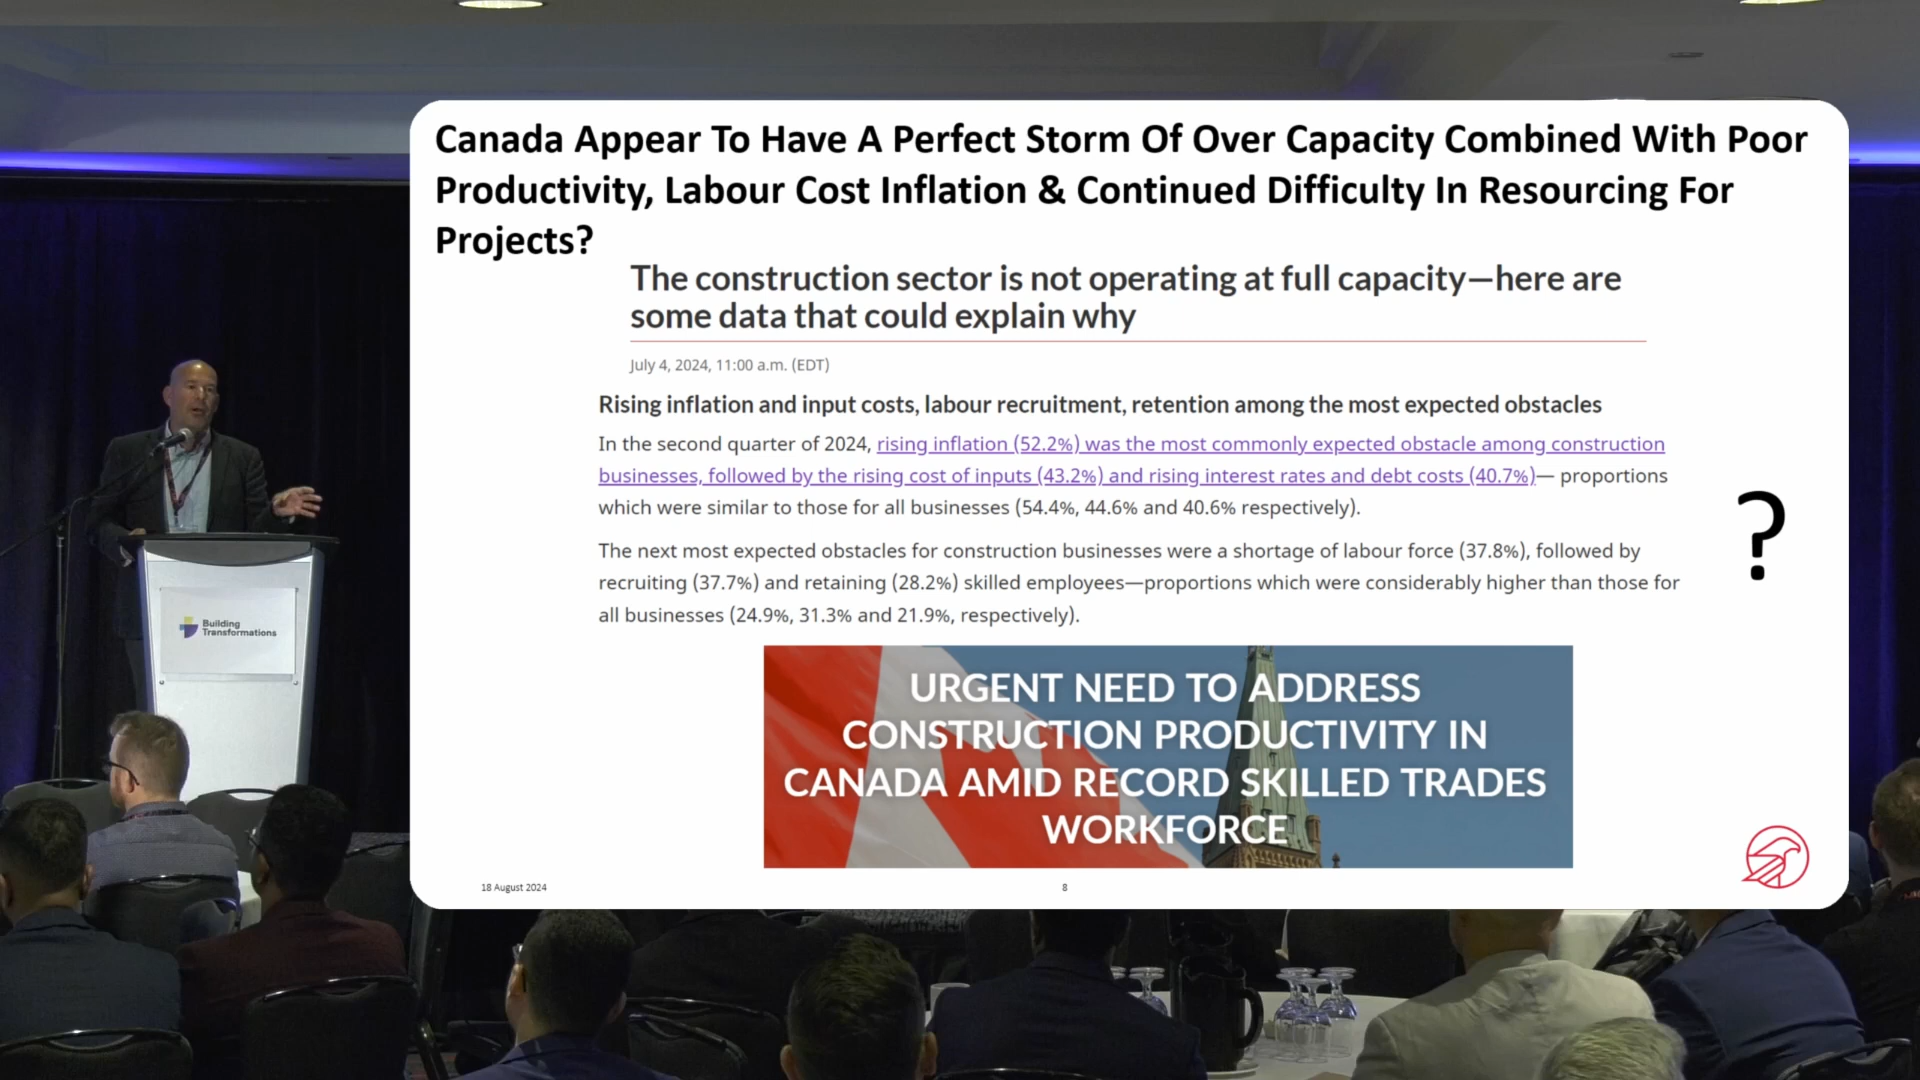 Canada Appear To Have A Perfect Storm Of Over Capacity Combined With Poor
Productivity, Labour Cost Inflation & Continued Difficulty In Resourcing For
Projects?
The construction sector is not operating at full capacity—here are
some data that could explain why
July 4, 2024, 11:00 a.m. (EDT)
Rising inflation and input costs, labour recruitment, retention among the most expected obstacles
In the second quarter of 2024, rising inflation (52.2%) was the most commonly expected obstacle among construction
businesses, followed by the rising cost of inputs (43.2%) and rising interest rates and debt costs (40.7%)— proportions
which were similar to those for all businesses (54.4%, 44.6% and 40.6% respectively).
?
The next most expected obstacles for construction businesses were a shortage of labour force (37.8%), followed by
recruiting (37.7%) and retaining (28.2%) skilled employees—proportions which were considerably higher than those for
all businesses (24.9%, 31.3% and 21.9%, respectively).
URGENT NEED TO ADDRESS
CONSTRUCTION PRODUCTIVITY IN
CANADA AMID RECORD SKILLED TRADES
WORKFORCE
18 August 2024
8
Building
Transformations